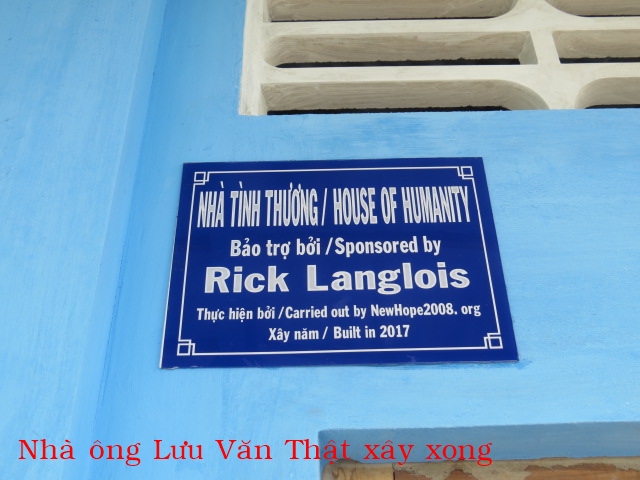 NHÀ TÌNH THƯƠNG / HOUSE OF HUMANITY
Bảo trợ bởi / Sponsored by
Rick Langlois
Thực hiện bởi / Carried out by NewHope2008. org
Xây năm / Built in 2017
Nhà ông Lưu Văn Thật xây xong